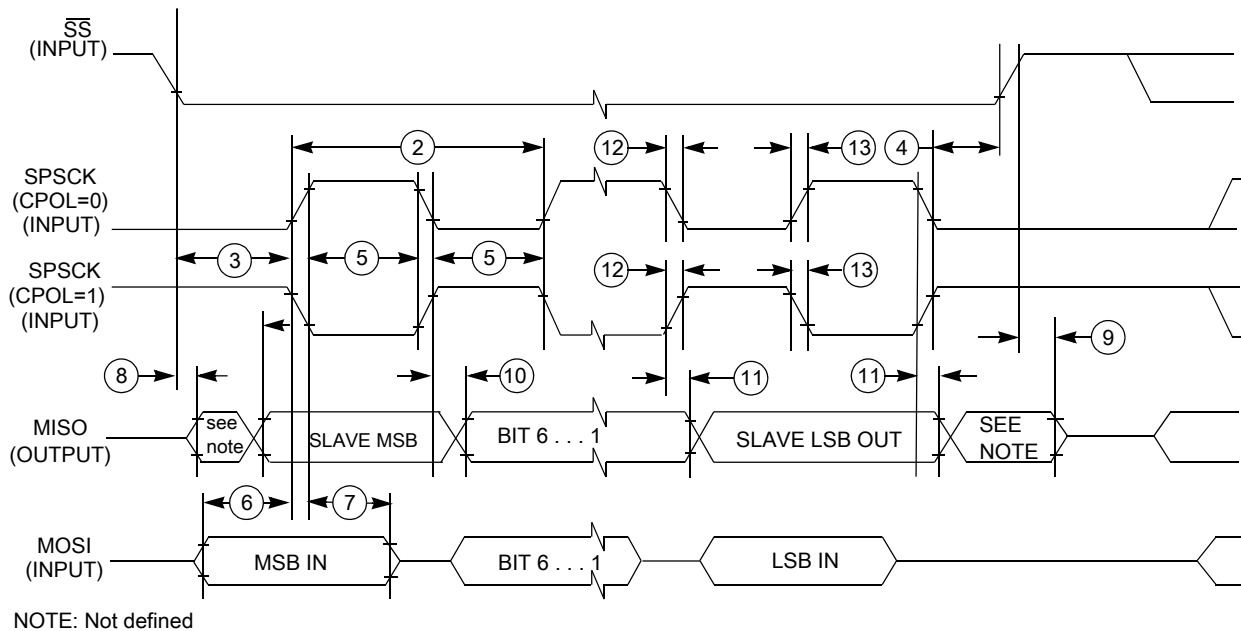 SS
(INPUT)
2
12
13
4
SPSCK
(CPOL=0)
(INPUT)
3
5
5
SPSCK
(CPOL=1)
(INPUT)
12
13
8
10
11
11
9
MISO
(OUTPUT)
see
note
SLAVE MSB
BIT 6 . . . 1
SLAVE LSB OUT
SEE
NOTE
6
7
MOSI
(INPUT)
MSB IN
BIT 6 . . . 1
LSB IN
NOTE: Not defined